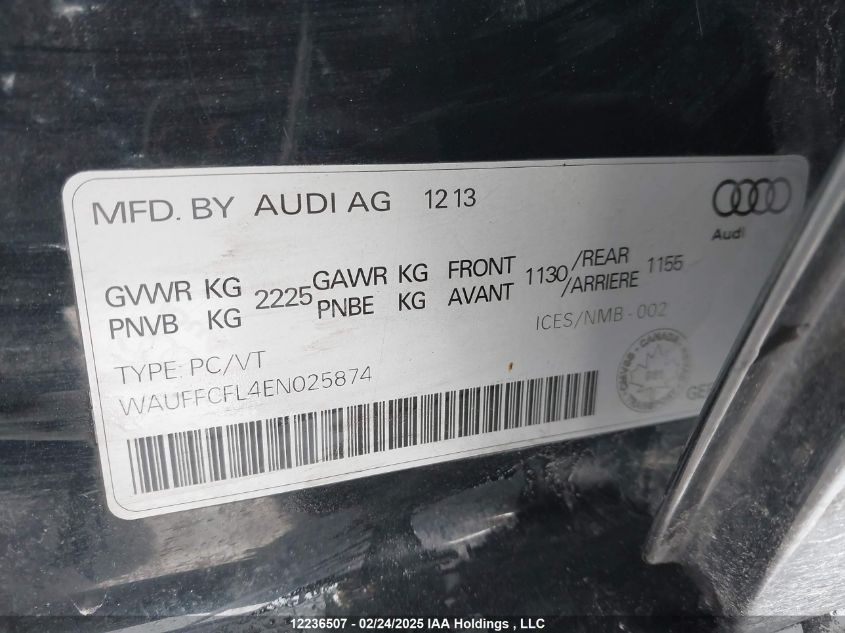 MFD. BY AUDI AG 12 13
Audi
GVWR KG 2225 GAWR KG FRONT 1130 /REAR 1155
PNVB KG PNBE KG AVANT /ARRIERE
ICES/NMB-002
TYPE: PC/VT
WAUFFCFL4EN025874
CANADA
12236507 - 02/24/2025 IAA Holdings , LLC